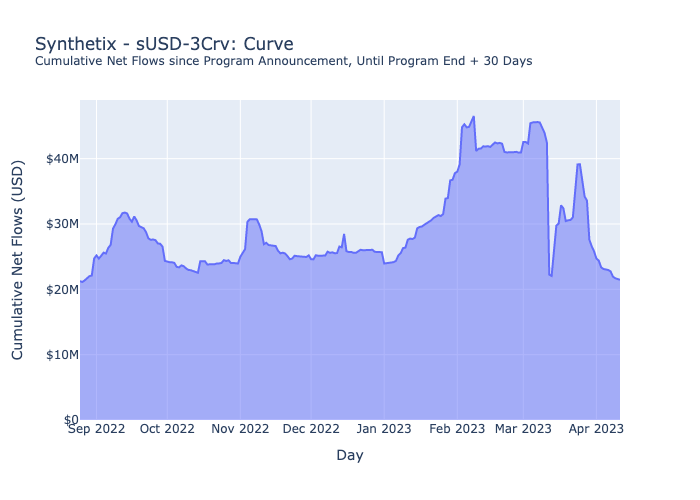 Synthetix - sUSD-3Crv: Curve
Cumulative Net Flows since Program Announcement, Until Program End + 30 Days
Cumulative Net Flows (USD)
$40M
$30M
$20M
$10M
$0
Sep 2022 Oct 2022 Nov 2022 Dec 2022 Jan 2023 Feb 2023 Mar 2023 Apr 2023
Day